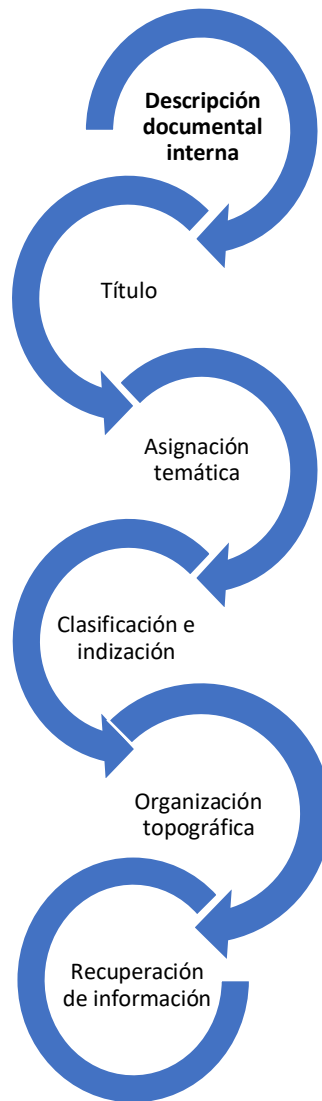 Descripción
documental
interna
Título
Asignación
temática
Clasificación e
indización
Organización
topográfica
Recuperación
de información